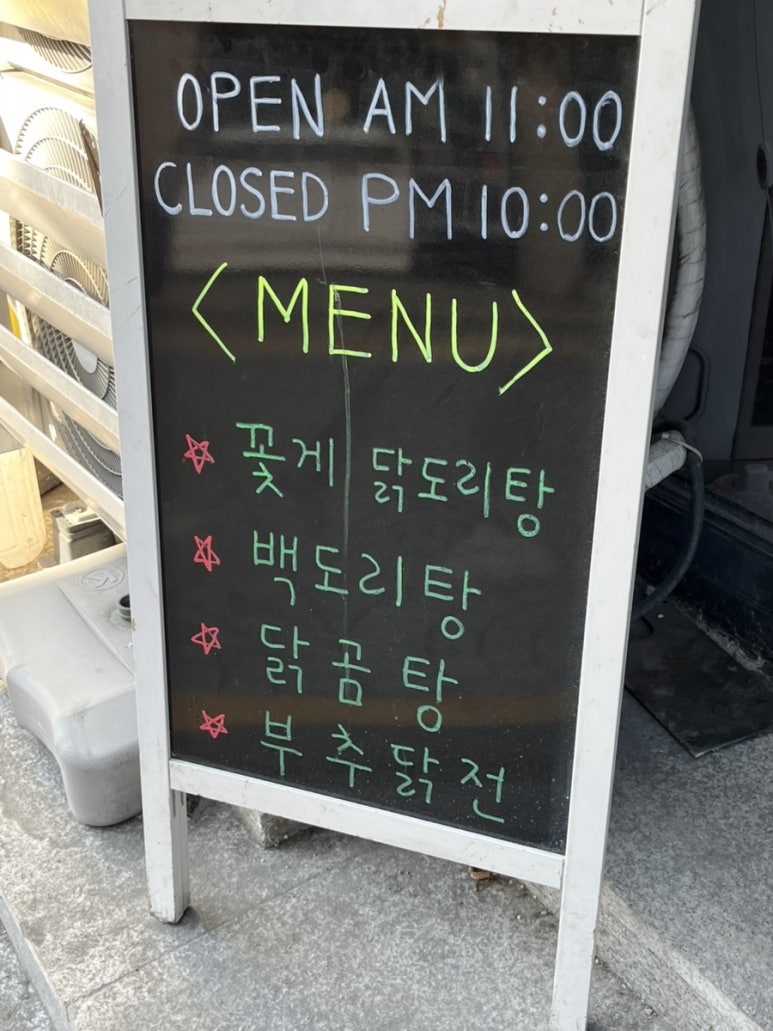 OPEN AM 11:00
CLOSED PM 10:00
<MENU>
☆ 꽃게 닭도리탕
☆ 백도리탕
☆ 닭곰탕
☆ 부추닭전